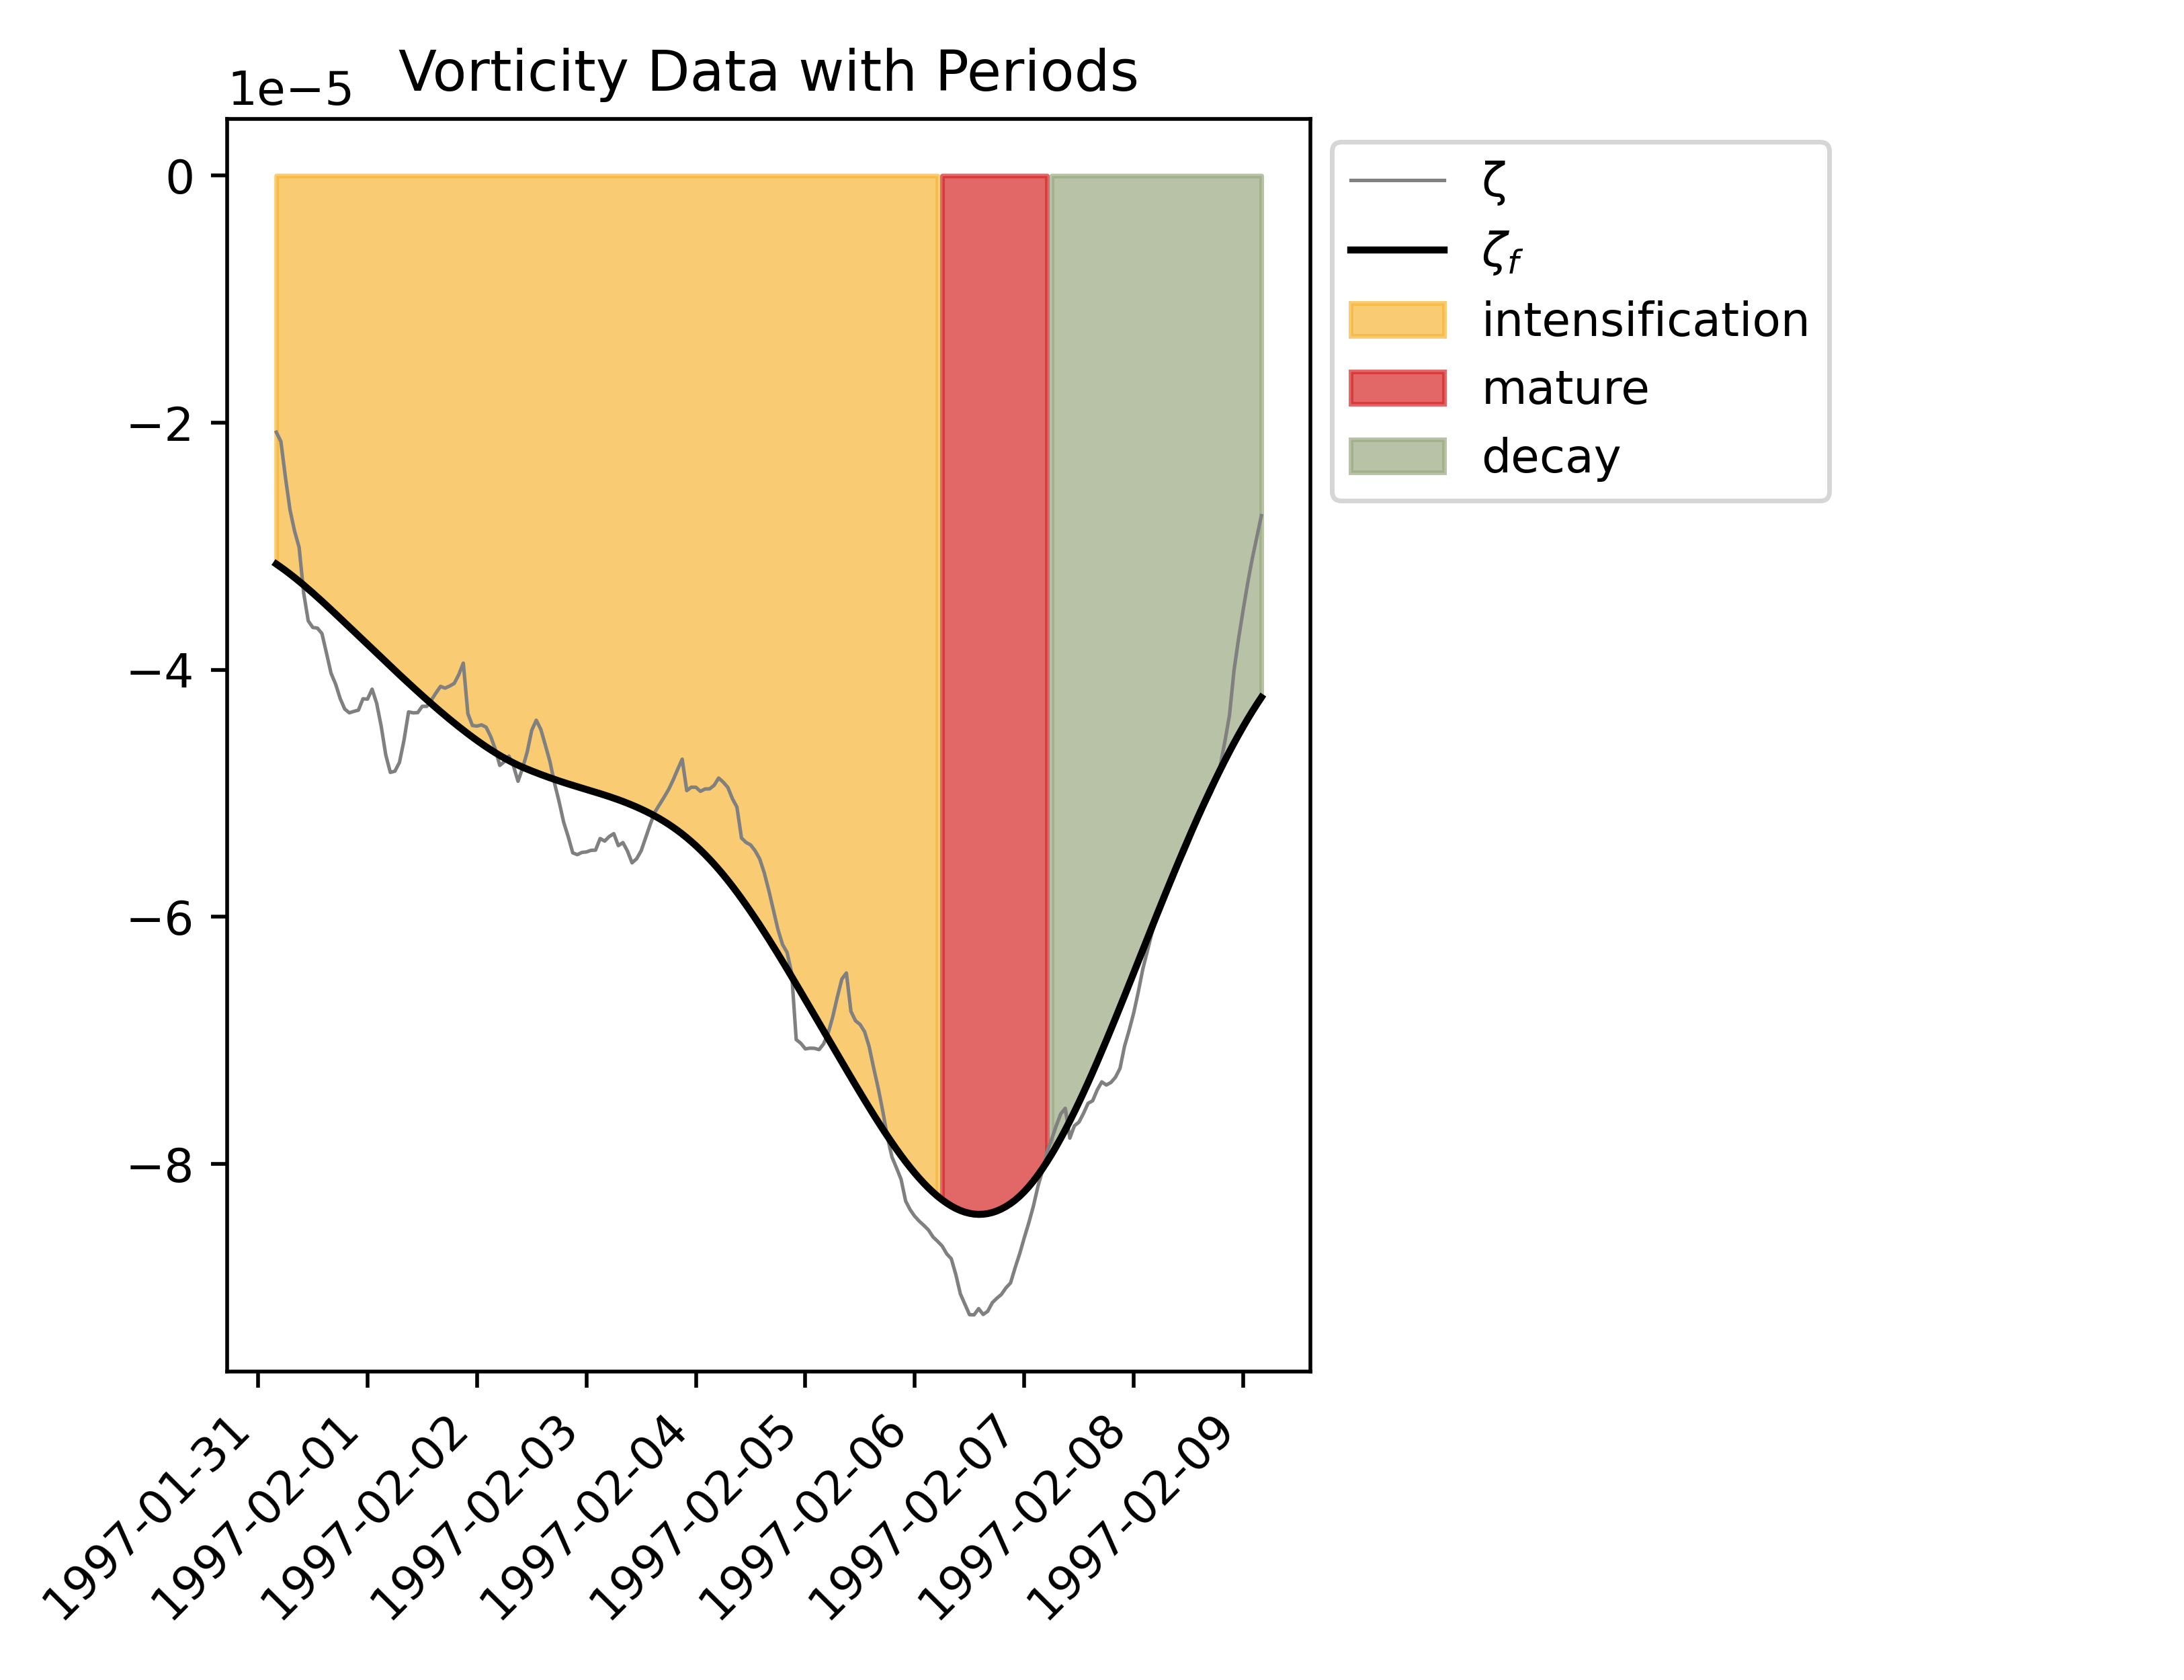 Vorticity Data with Periods
1e−5
0
−2
−4
−6
−8
1997-01-31
1997-02-01
1997-02-02
1997-02-03
1997-02-04
1997-02-05
1997-02-06
1997-02-07
1997-02-08
1997-02-09
ζ
ζf
intensification
mature
decay